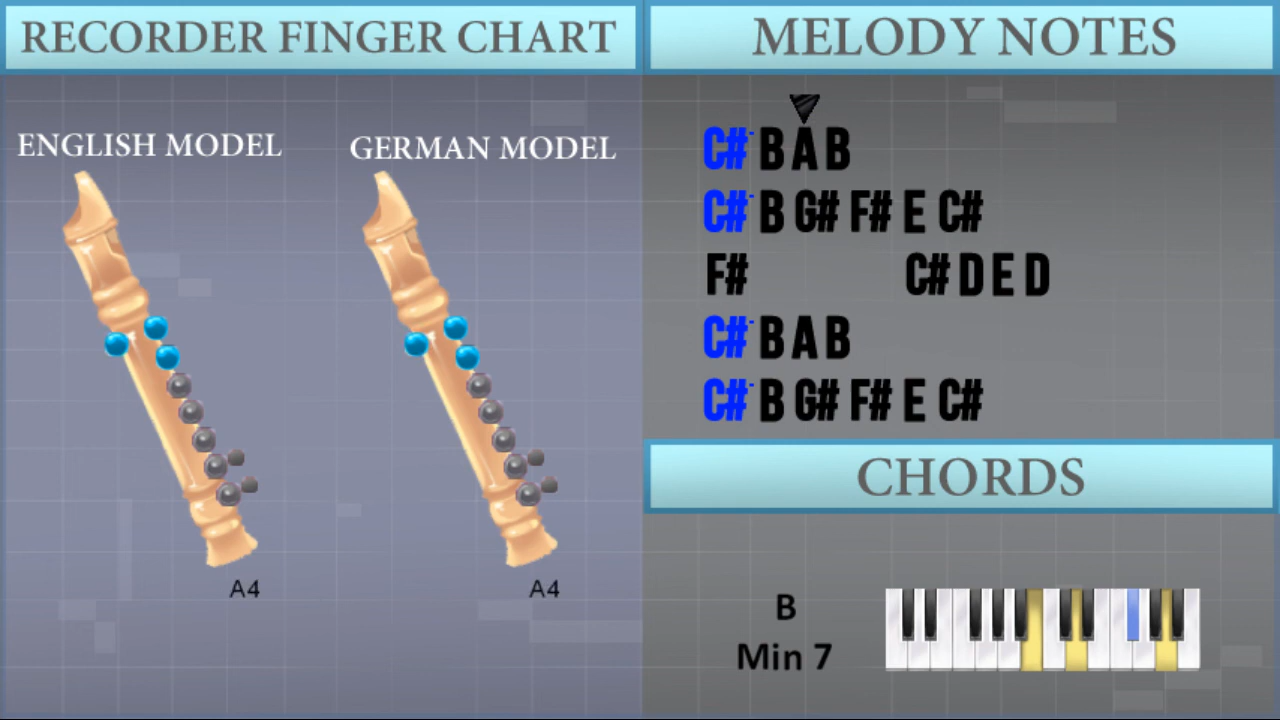 RECORDER FINGER CHART
ENGLISH MODEL
GERMAN MODEL
A4
A4
MELODY NOTES
C#- B A B
C#- B G# F# E C#
F# C# D E D
C#- B A B
C#- B G# F# E C#
CHORDS
B
Min 7